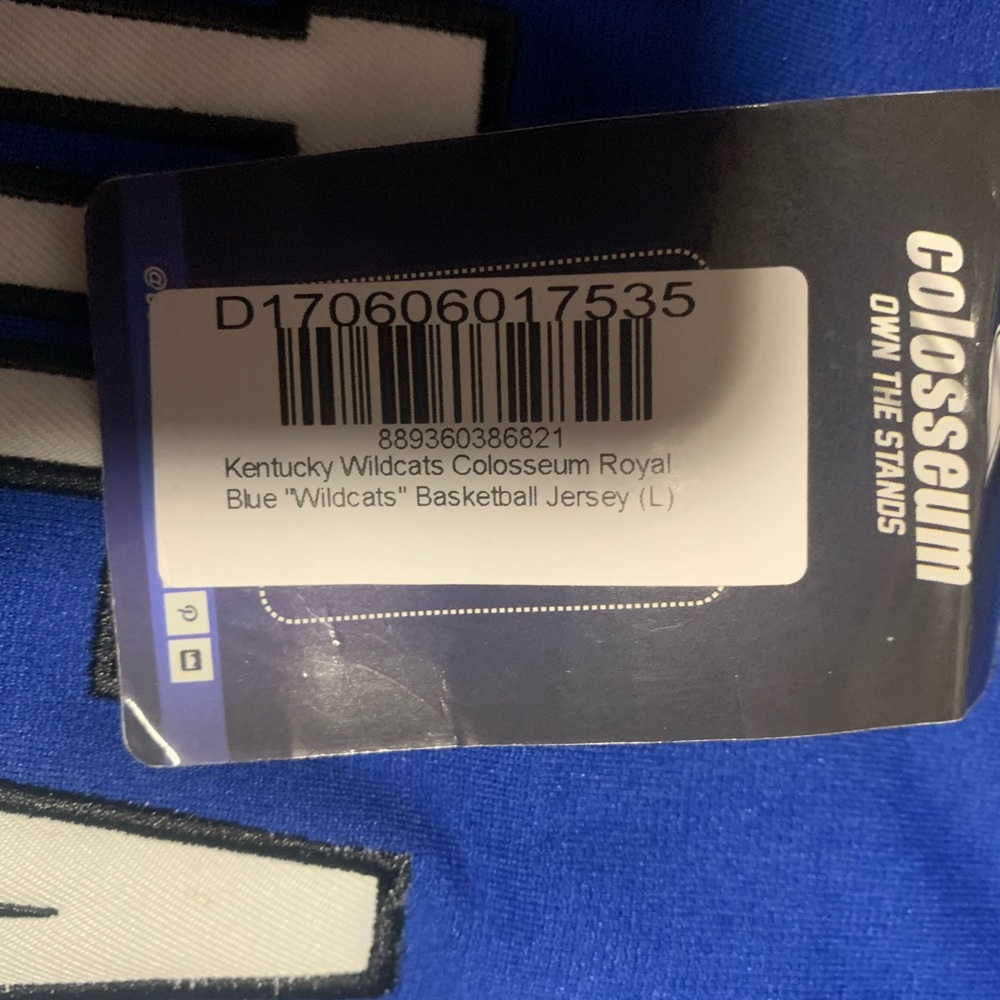 D170606017535
889360386821
Kentucky Wildcats Colosseum Royal
Blue "Wildcats" Basketball Jersey (L)
colosseum
OWN THE STANDS
@